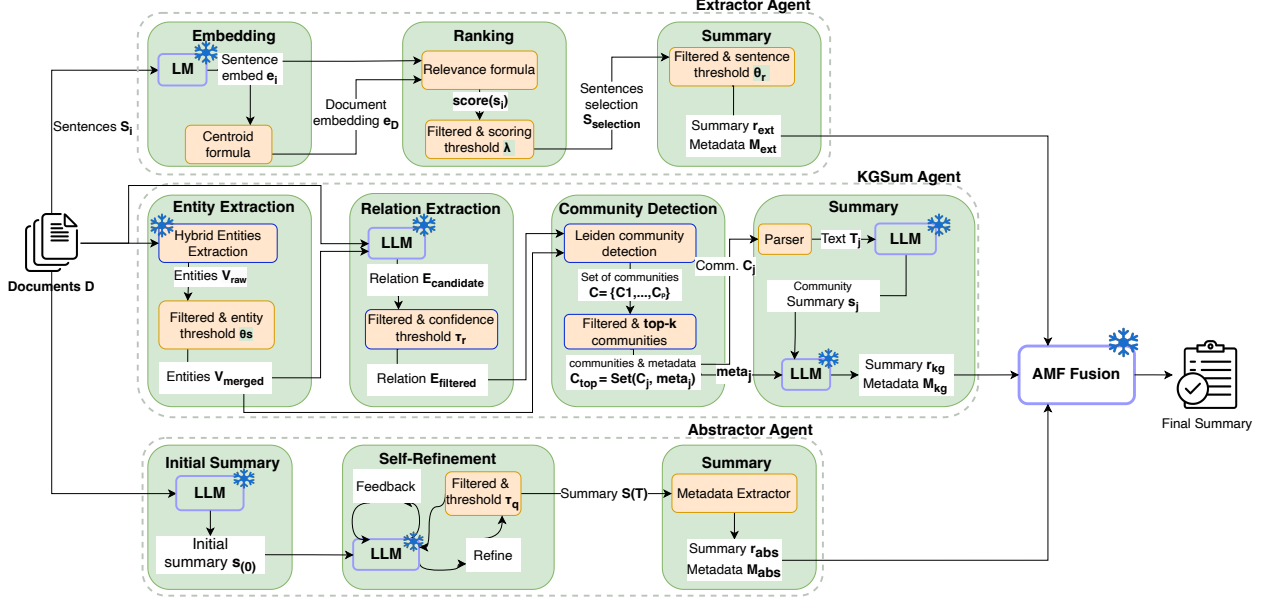 Extractor Agent
Embedding
LM
Sentence
embed e_i
Centroid
formula
Sentences S_i
Document
embedding e_D
Ranking
Relevance formula
score(s_i)
Filtered & scoring
threshold λ
Sentences
selection
S_selection
Summary
Filtered & sentence
threshold θ_r
Summary r_ext
Metadata M_ext
KGSum Agent
Documents D
Entity Extraction
Hybrid Entities
Extraction
Entities V_raw
Filtered & entity
threshold θs
Entities V_merged
Relation Extraction
LLM
Relation E_candidate
Filtered & confidence
threshold τ_r
Relation E_filtered
Community Detection
Leiden community
detection
Set of communities
C= {C1,...,C_p}
Filtered & top-k
communities
communities & metadata
C_top = Set(C_j, meta_j)
Comm. C_j
meta_j
Summary
Parser
Text T_j
LLM
Community
Summary s_j
LLM
Summary r_kg
Metadata M_kg
AMF Fusion
Final Summary
Abstractor Agent
Initial Summary
LLM
Initial
summary s_(0)
Self-Refinement
Feedback
LLM
Filtered &
threshold τ_q
Refine
Summary S(T)
Summary
Metadata Extractor
Summary r_abs
Metadata M_abs